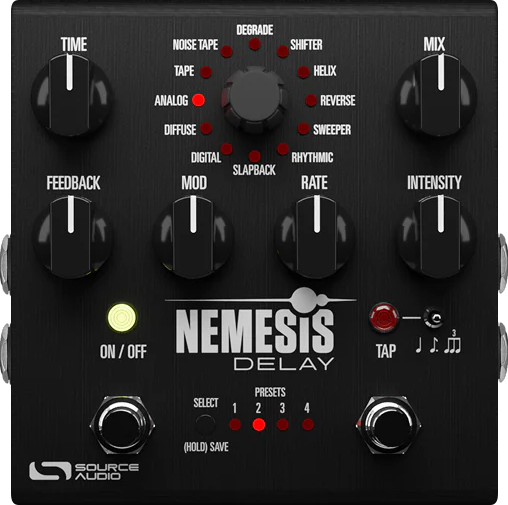 DEGRADE
TIME
NOISE TAPE
SHIFTER
MIX
TAPE
HELIX
ANALOG
REVERSE
DIFFUSE
SWEEPER
DIGITAL
RHYTHMIC
SLAPBACK
FEEDBACK
MOD
RATE
INTENSITY
NEMESIS
DELAY
ON / OFF
TAP
3
PRESETS
SELECT
1 2 3 4
(HOLD) SAVE
SOURCE
AUDIO